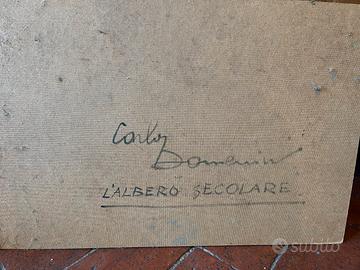 Carlo
Domenici
L'ALBERO SECOLARE
subito